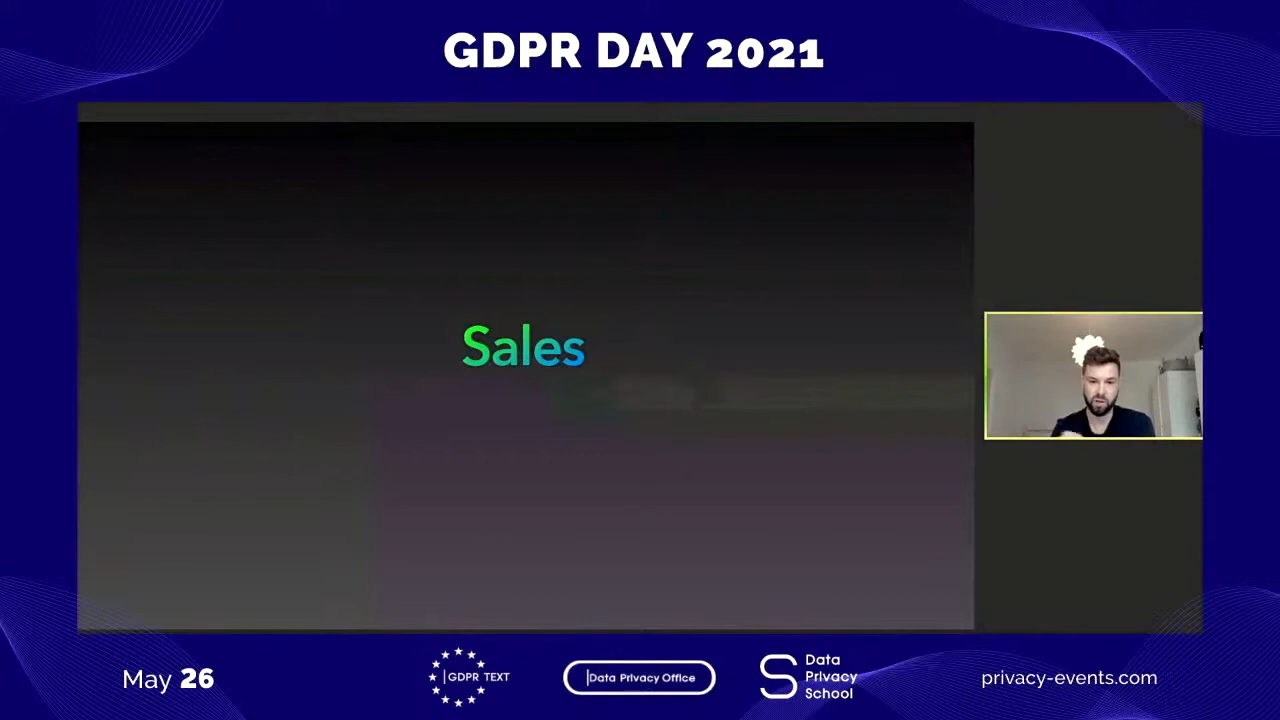 GDPR DAY 2021
Sales
May 26
GDPR TEXT
Data Privacy Office
Data
Privacy
School
privacy-events.com